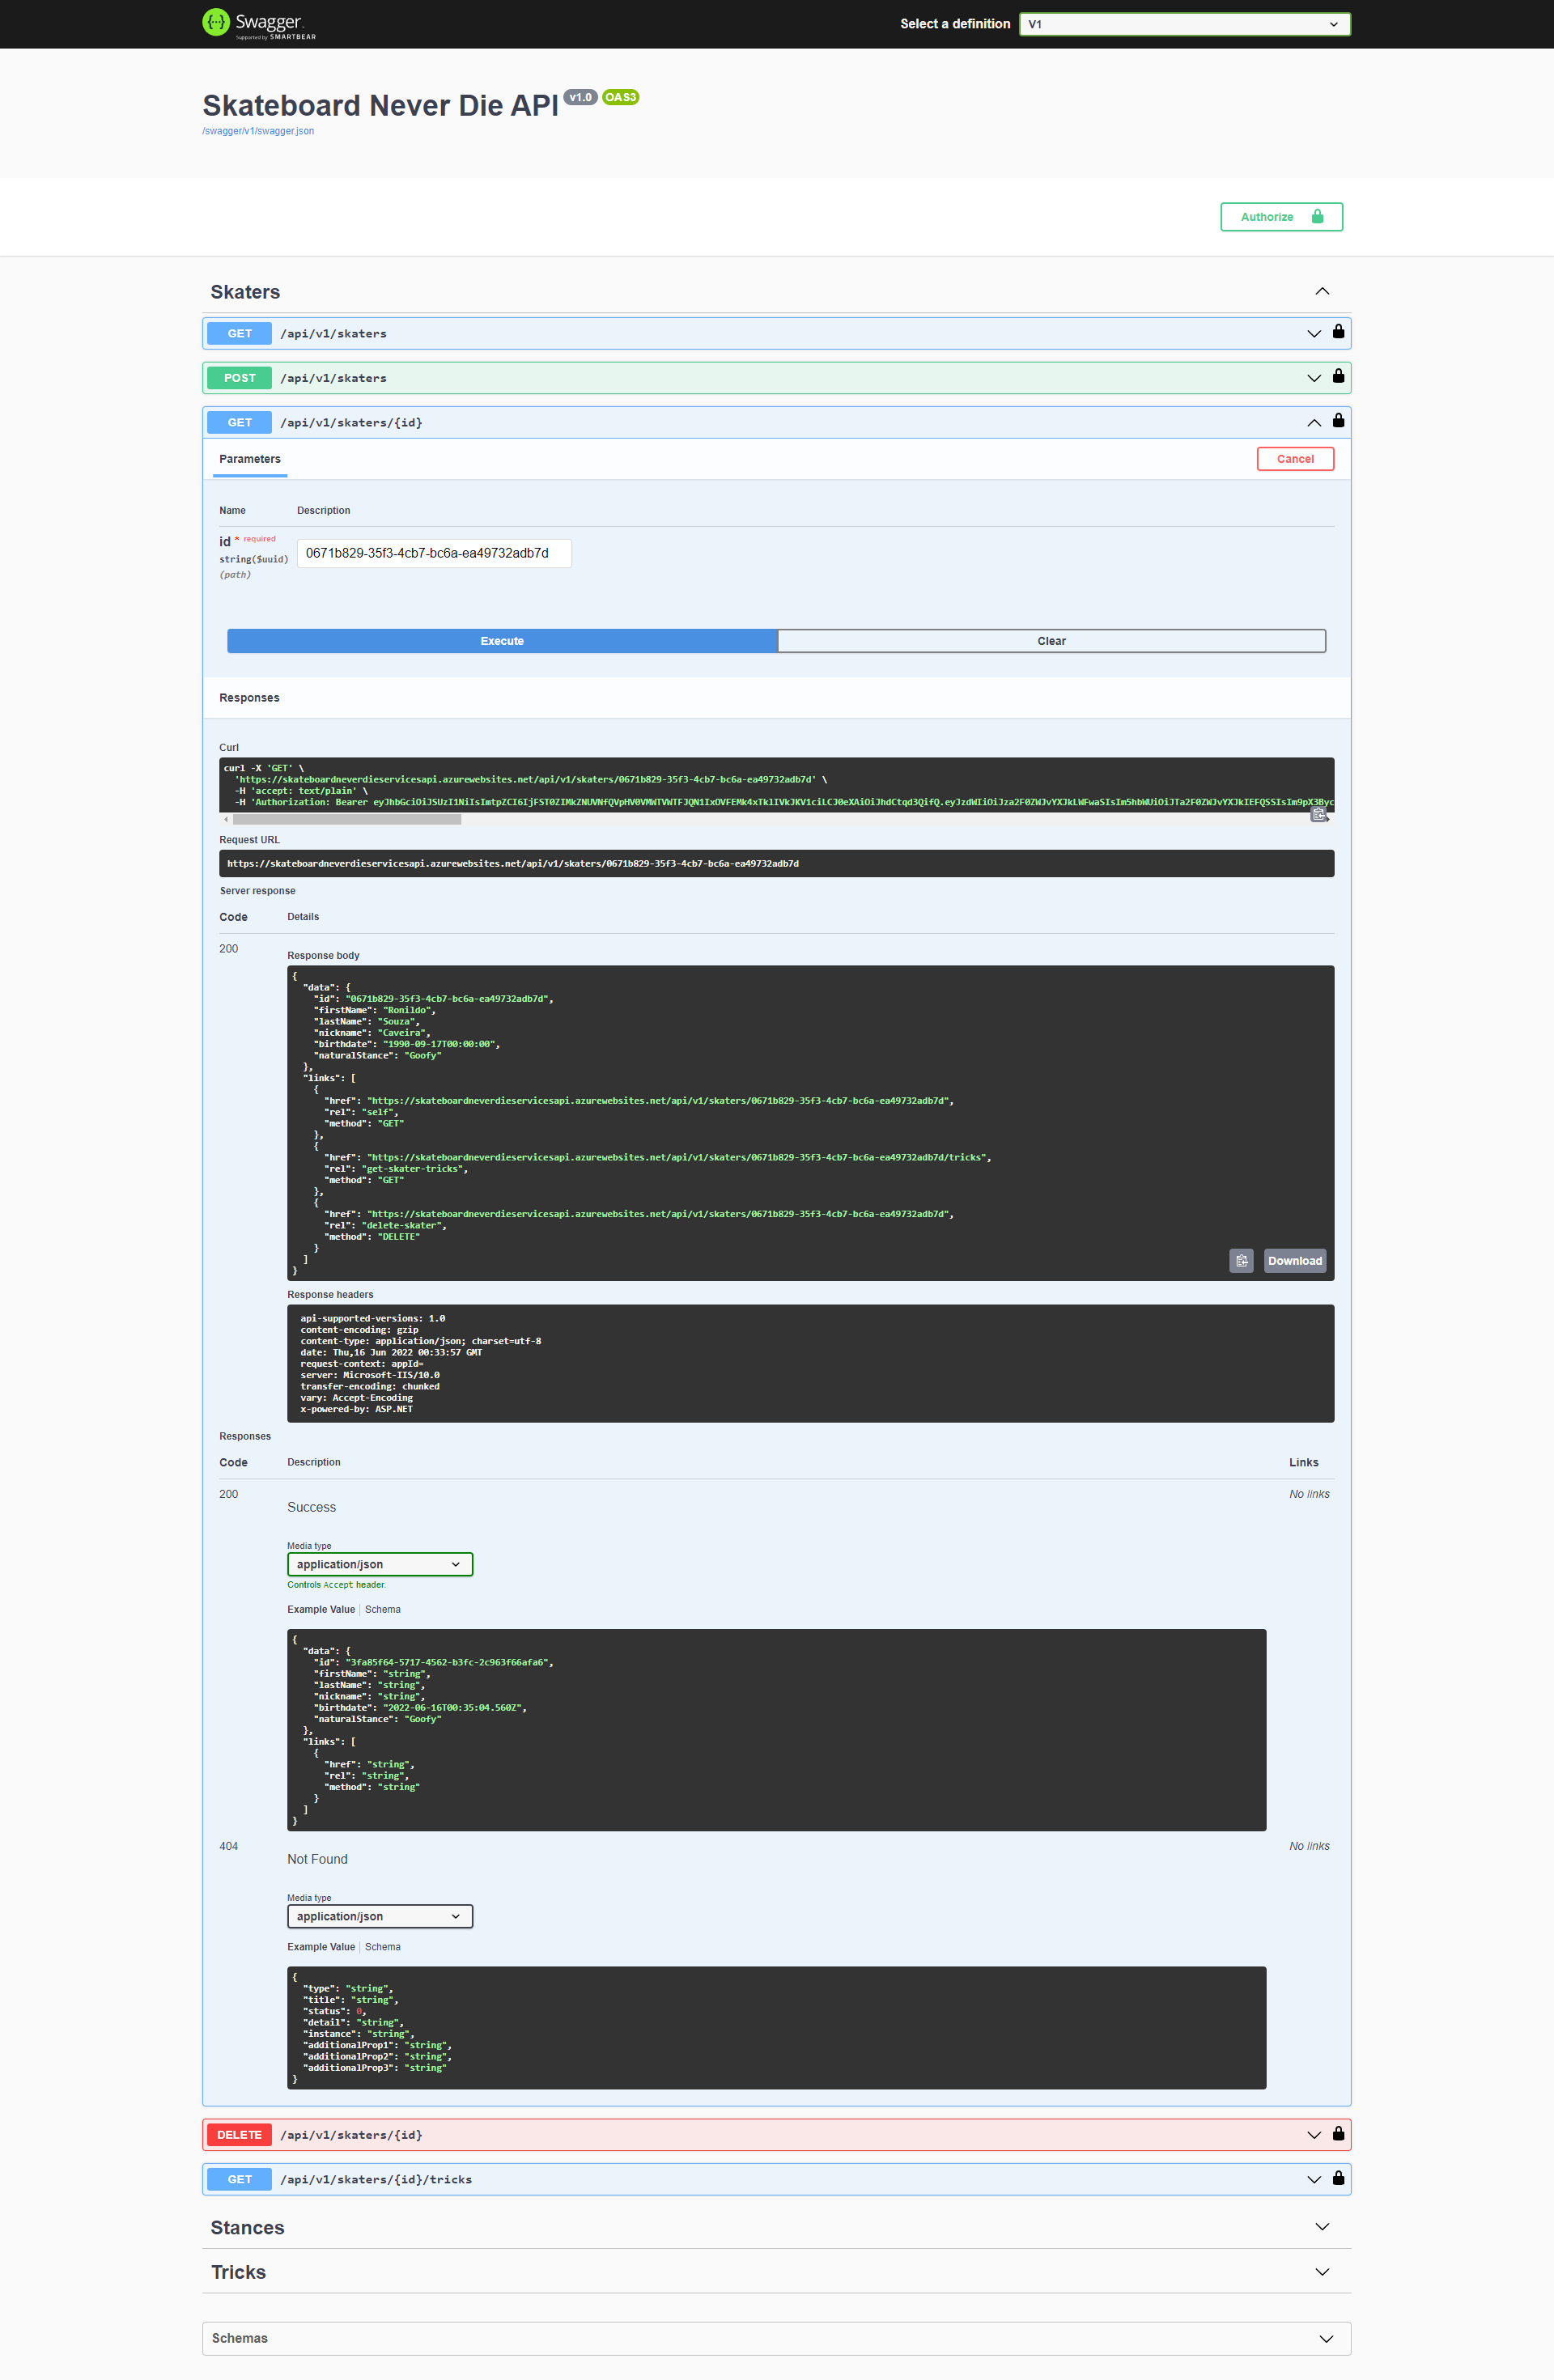 Swagger
Supported by SMARTBEAR
Select a definition
V1
Skateboard Never Die API v1.0 OAS3
/swagger/v1/swagger.json
Authorize
Skaters
GET /api/v1/skaters
POST /api/v1/skaters
GET /api/v1/skaters/{id}
Parameters
Cancel
Name Description
id * required
string($uuid)
(path)
0671b829-35f3-4cb7-bc6a-ea49732adb7d
Execute Clear
Responses
Curl
curl -X 'GET' \
'https://skateboardneverdieservicesapi.azurewebsites.net/api/v1/skaters/0671b829-35f3-4cb7-bc6a-ea49732adb7d' \
-H 'accept: text/plain' \
-H 'Authorization: Bearer
Request URL
https://skateboardneverdieservicesapi.azurewebsites.net/api/v1/skaters/0671b829-35f3-4cb7-bc6a-ea49732adb7d
Server response
Code Details
200
Response body
{
"data": {
"id": "0671b829-35f3-4cb7-bc6a-ea49732adb7d",
"firstName": "Ronildo",
"lastName": "Souza",
"nickname": "Caveira",
"birthdate": "1990-09-17T00:00:00",
"naturalStance": "Goofy"
},
"links": [
{
"href": "https://skateboardneverdieservicesapi.azurewebsites.net/api/v1/skaters/0671b829-35f3-4cb7-bc6a-ea49732adb7d",
"rel": "self",
"method": "GET"
},
{
"href": "https://skateboardneverdieservicesapi.azurewebsites.net/api/v1/skaters/0671b829-35f3-4cb7-bc6a-ea49732adb7d/tricks",
"rel": "get-skater-tricks",
"method": "GET"
},
{
"href": "https://skateboardneverdieservicesapi.azurewebsites.net/api/v1/skaters/0671b829-35f3-4cb7-bc6a-ea49732adb7d",
"rel": "delete-skater",
"method": "DELETE"
}
]
}
Download
Response headers
api-supported-versions: 1.0
content-encoding: gzip
content-type: application/json; charset=utf-8
date: Thu,16 Jun 2022 00:33:57 GMT
request-context: appId=
server: Microsoft-IIS/10.0
transfer-encoding: chunked
vary: Accept-Encoding
x-powered-by: ASP.NET
Responses
Code Description Links
200 No links
Success
Media type
application/json
Controls Accept header.
Example Value Schema
{
"data": {
"id": "3fa85f64-5717-4562-b3fc-2c963f66afa6",
"firstName": "string",
"lastName": "string",
"nickname": "string",
"birthdate": "2022-06-16T00:35:04.560Z",
"naturalStance": "Goofy"
},
"links": [
{
"href": "string",
"rel": "string",
"method": "string"
}
]
}
404 No links
Not Found
Media type
application/json
Example Value Schema
{
"type": "string",
"title": "string",
"status": 0,
"detail": "string",
"instance": "string",
"additionalProp1": "string",
"additionalProp2": "string",
"additionalProp3": "string"
}
DELETE /api/v1/skaters/{id}
GET /api/v1/skaters/{id}/tricks
Stances
Tricks
Schemas